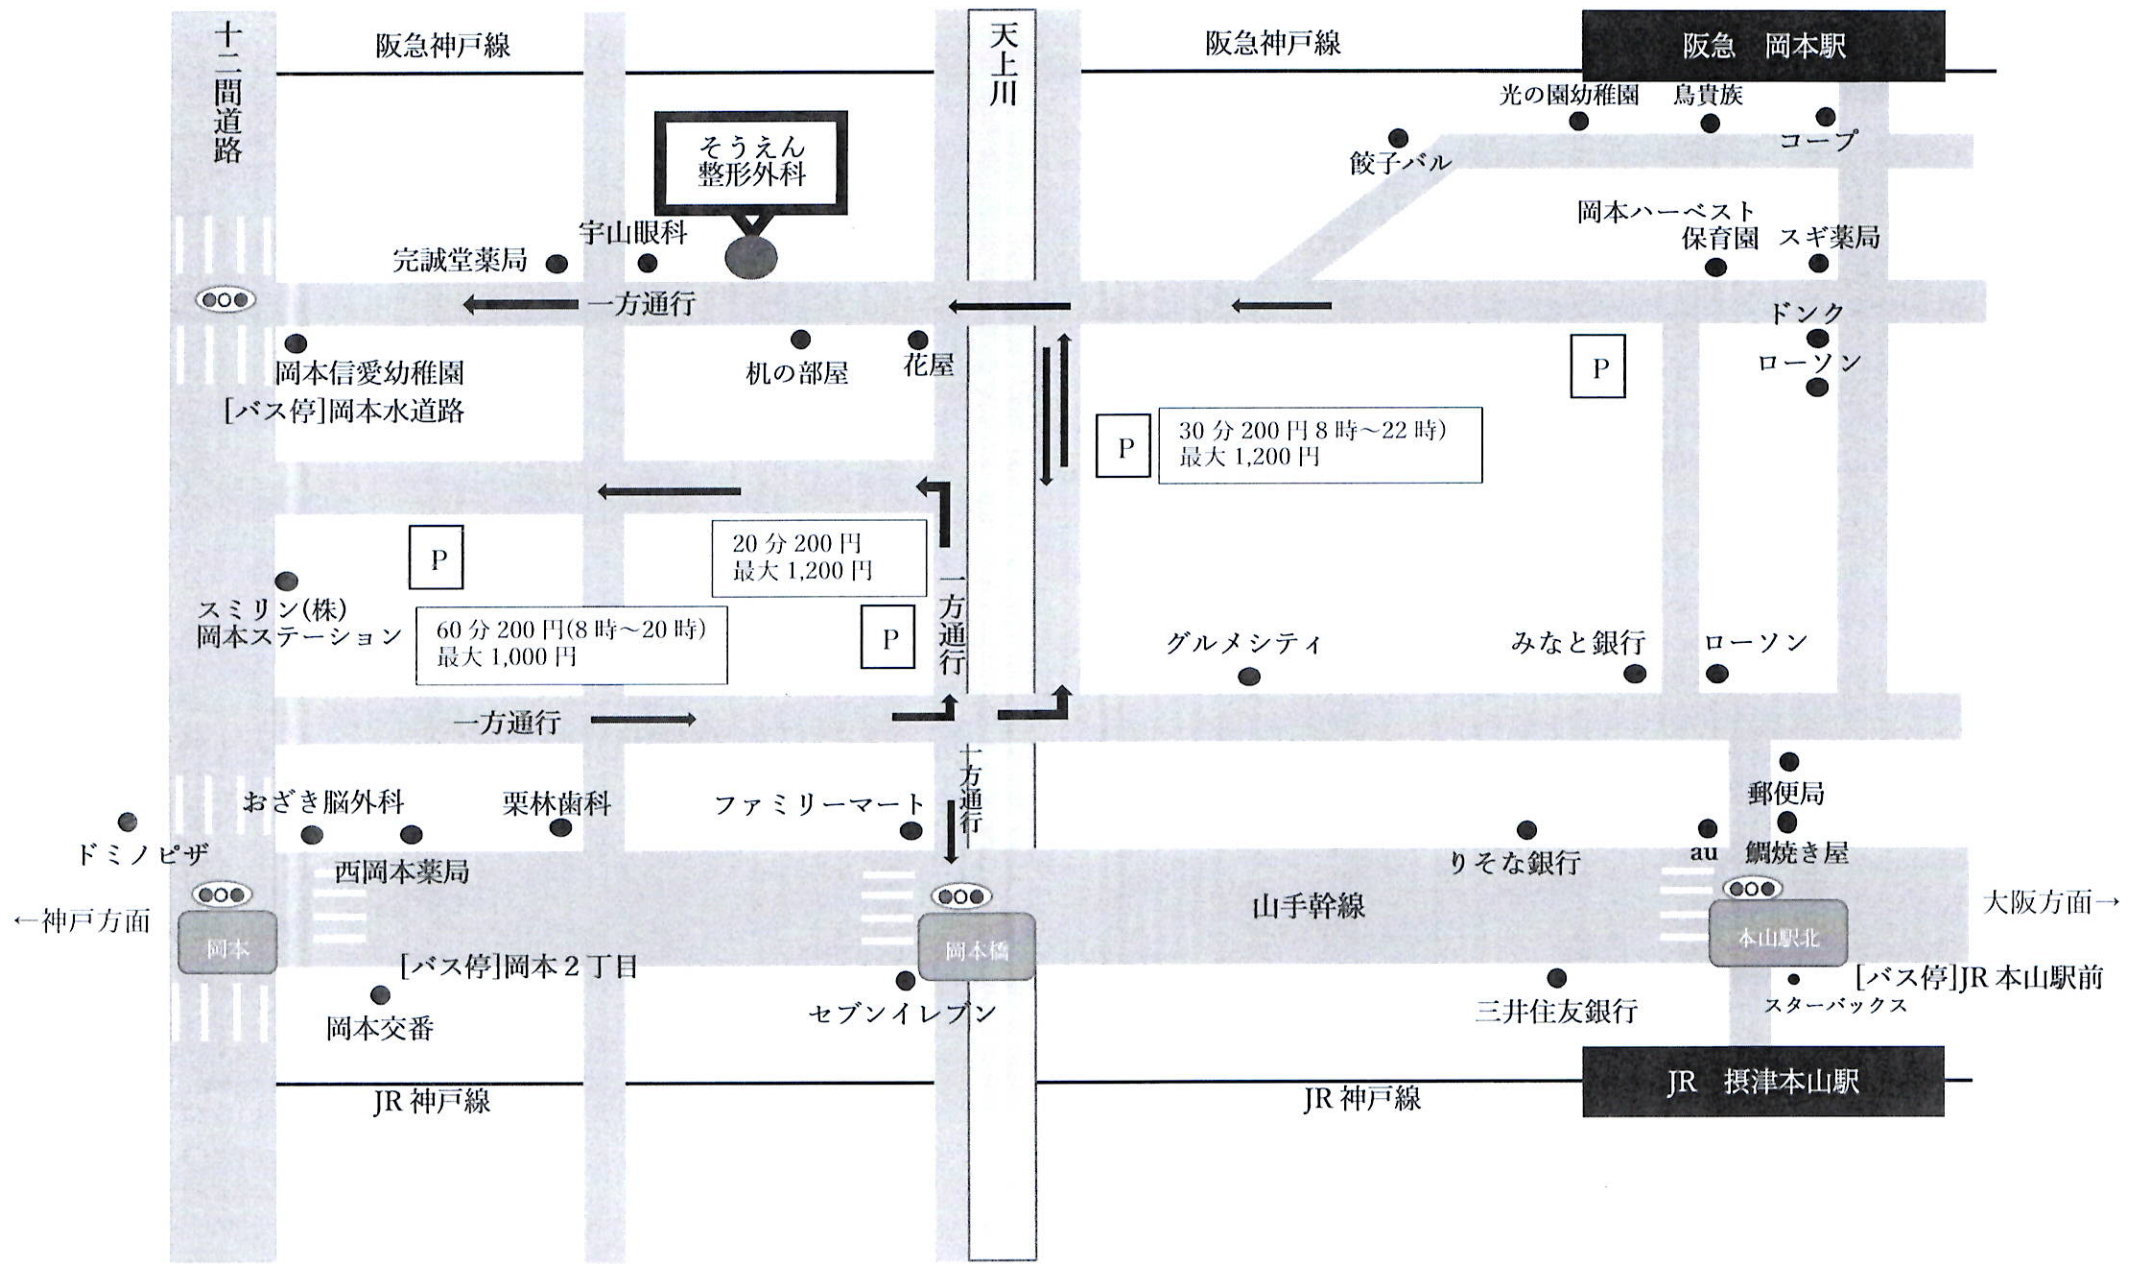 十二間道路
阪急神戸線
天上川
阪急神戸線
阪急　岡本駅
光の園幼稚園
鳥貴族
コープ
餃子バル
そうえん
整形外科
岡本ハーベスト
保育園
スギ薬局
宇山眼科
完誠堂薬局
一方通行
ドンク
ローソン
岡本信愛幼稚園
[バス停]岡本水道路
机の部屋
花屋
P
P
30分200円8時～22時)
最大1,200円
P
20分200円
最大1,200円
一方通行
スミリン(株)
岡本ステーション
60分200円(8時～20時)
最大1,000円
P
グルメシティ
みなと銀行
ローソン
一方通行
一方通行
おざき脳外科
栗林歯科
ファミリーマート
郵便局
ドミノピザ
西岡本薬局
りそな銀行
au
鯛焼き屋
←神戸方面
岡本
岡本橋
山手幹線
本山駅北
大阪方面→
[バス停]岡本２丁目
[バス停]JR本山駅前
岡本交番
セブンイレブン
三井住友銀行
スターバックス
JR神戸線
JR神戸線
JR　摂津本山駅